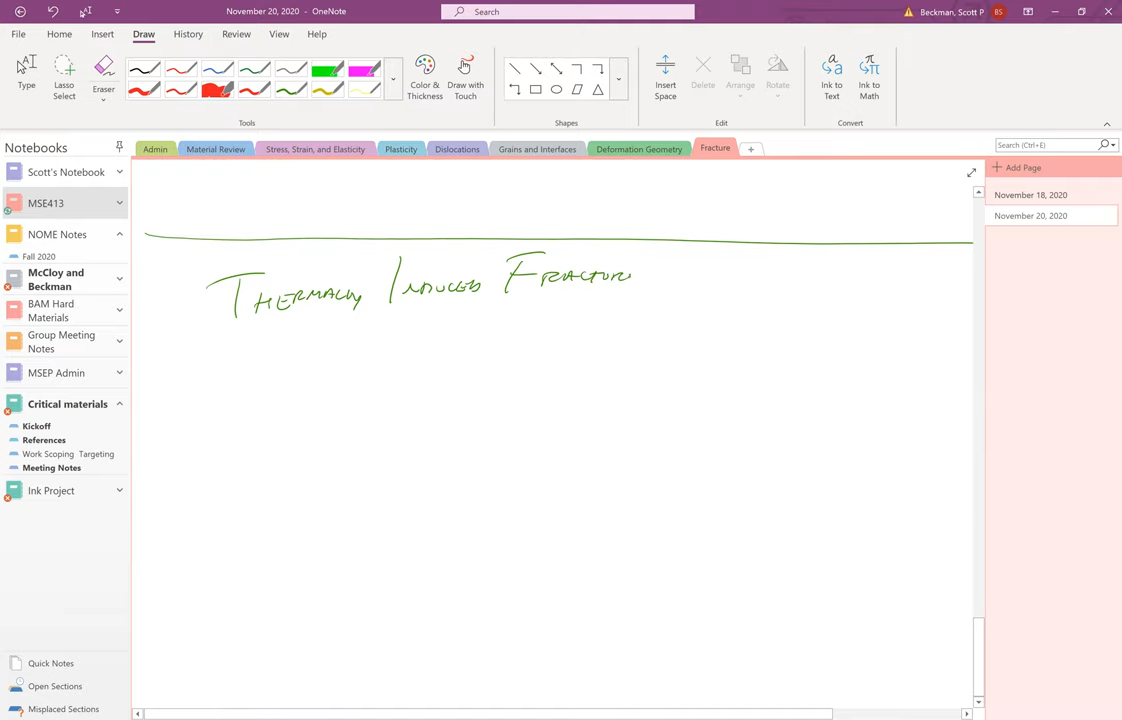 November 20, 2020 - OneNote
Search
Beckman, Scott P
BS
File
Home
Insert
Draw
History
Review
View
Help
Type
Lasso
Select
Eraser
Color &
Thickness
Draw with
Touch
Insert
Space
Delete
Arrange
Rotate
Ink to
Text
Ink to
Math
Tools
Shapes
Edit
Convert
Notebooks
Admin
Material Review
Stress, Strain, and Elasticity
Plasticity
Dislocations
Grains and Interfaces
Deformation Geometry
Fracture
Search (Ctrl+E)
Scott's Notebook
MSE413
NOME Notes
Fall 2020
McCloy and
Beckman
BAM Hard
Materials
Group Meeting
Notes
MSEP Admin
Critical materials
Kickoff
References
Work Scoping Targeting
Meeting Notes
Ink Project
Quick Notes
Open Sections
Misplaced Sections
THERMALLY INDUCED FRACTURE
Add Page
November 18, 2020
November 20, 2020